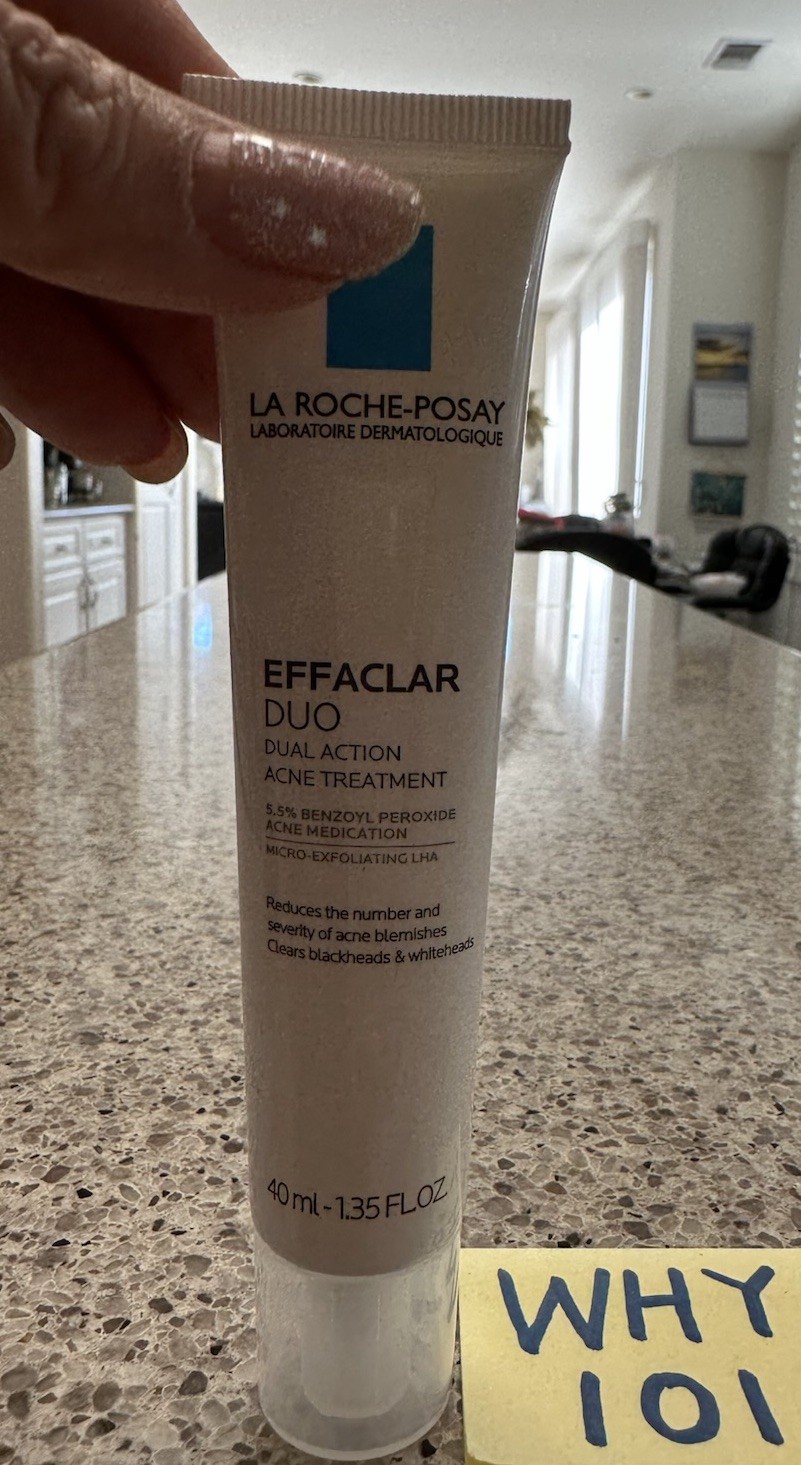 LA ROCHE-POSAY
LABORATOIRE DERMATOLOGIQUE
EFFACLAR
DUO
DUAL ACTION
ACNE TREATMENT
5.5% BENZOYL PEROXIDE
ACNE MEDICATION
MICRO-EXFOLIATING LHA
Reduces the number and
severity of acne blemishes
Clears blackheads & whiteheads
40 ml - 1.35 FL.OZ.
WHY
101